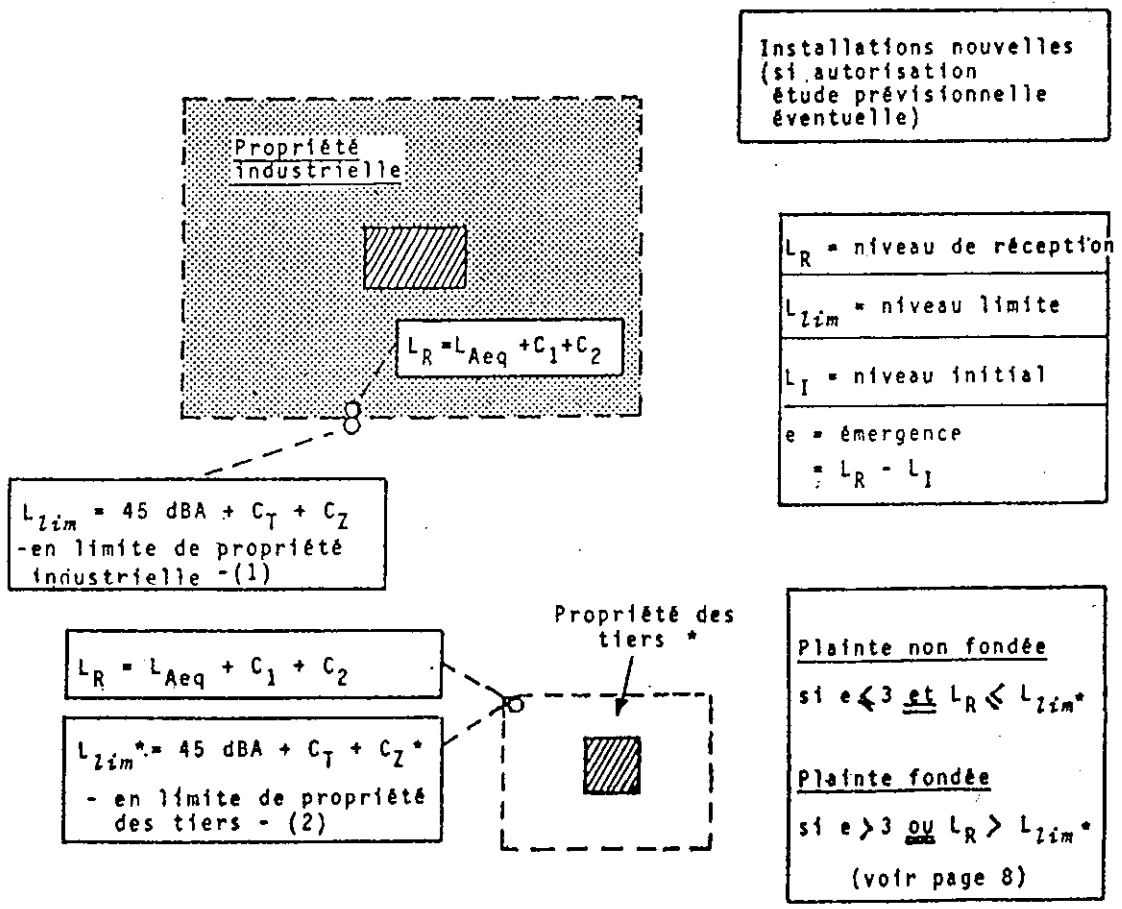 Installations nouvelles
(si autorisation
étude prévisionnelle
éventuelle)
Propriété
industrielle
L_R = L_Aeq + C_1 + C_2
L_lim = 45 dBA + C_T + C_Z
- en limite de propriété
industrielle - (1)
L_R = niveau de réception
L_lim = niveau limite
L_I = niveau initial
e = émergence
= L_R - L_I
Propriété des
tiers *
L_R = L_Aeq + C_1 + C_2
L_lim* = 45 dBA + C_T + C_Z*
- en limite de propriété
des tiers - (2)
Plainte non fondée
si e ⩽ 3 et L_R ⩽ L_lim*
Plainte fondée
si e > 3 ou L_R > L_lim*
(voir page 8)